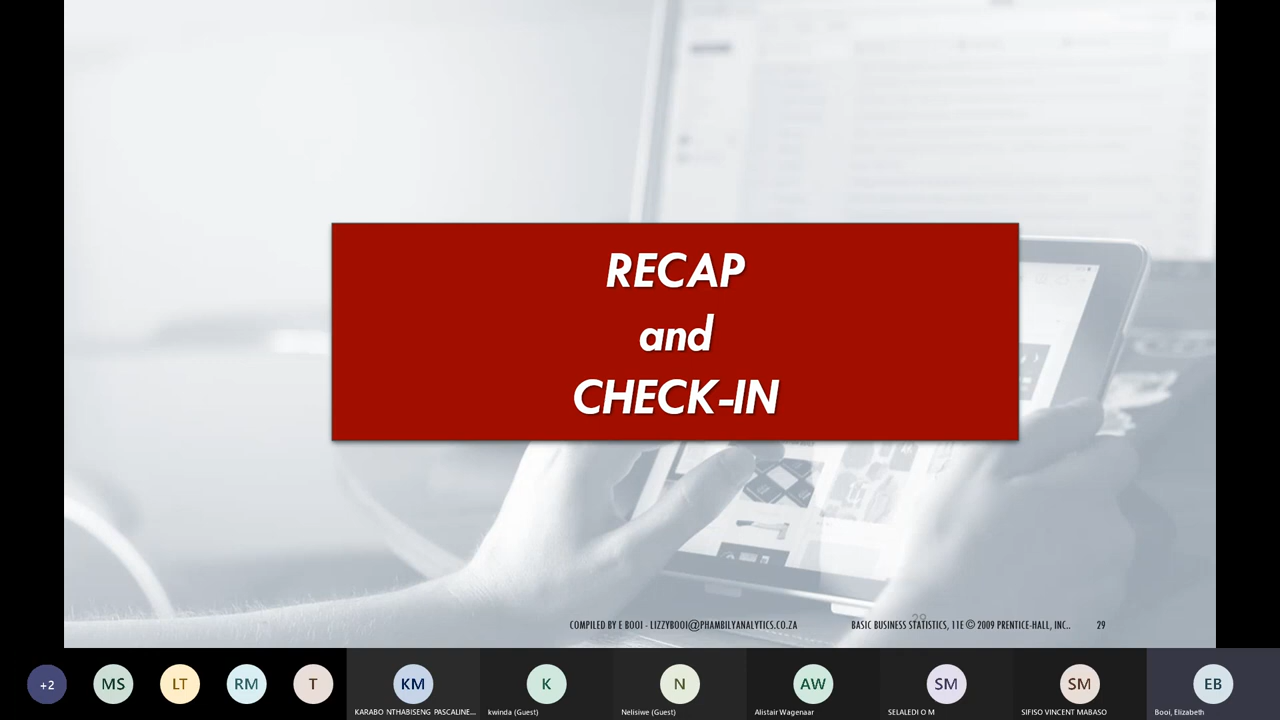 RECAP
and
CHECK-IN
29
COMPILED BY E BOOI - LIZZYBOOI@PHAMBILYANALYTICS.CO.ZA BASIC BUSINESS STATISTICS, 11E © 2009 PRENTICE-HALL, INC.. 29
+2 MS LT RM T KM K N AW SM SM EB
KARABO NTHABISENG PASCALINE... kwinda (Guest) Nelisiwe (Guest) Alistair Wagenaar SELALEDI O M SIFISO VINCENT MABASO Booi, Elizabeth